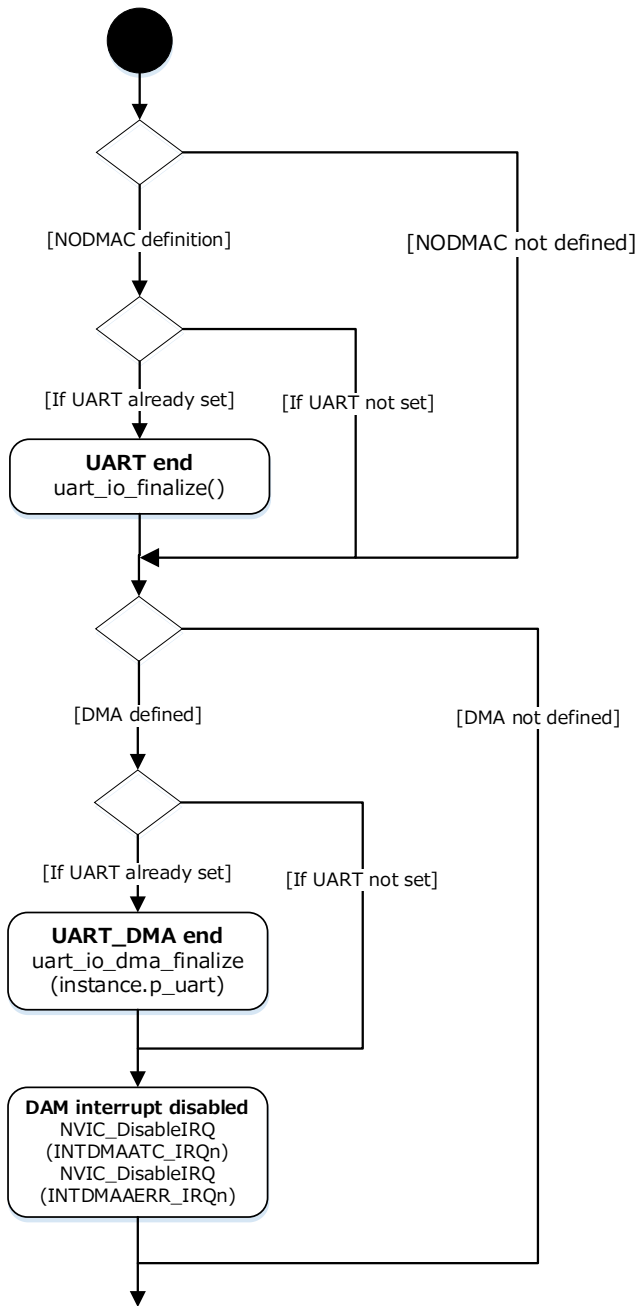 [NODMAC definition]
[NODMAC not defined]
[If UART already set]
[If UART not set]
UART end
uart_io_finalize()
[DMA defined]
[DMA not defined]
[If UART already set]
[If UART not set]
UART_DMA end
uart_io_dma_finalize
(instance.p_uart)
DAM interrupt disabled
NVIC_DisableIRQ
(INTDMAATC_IRQn)
NVIC_DisableIRQ
(INTDMAAERR_IRQn)